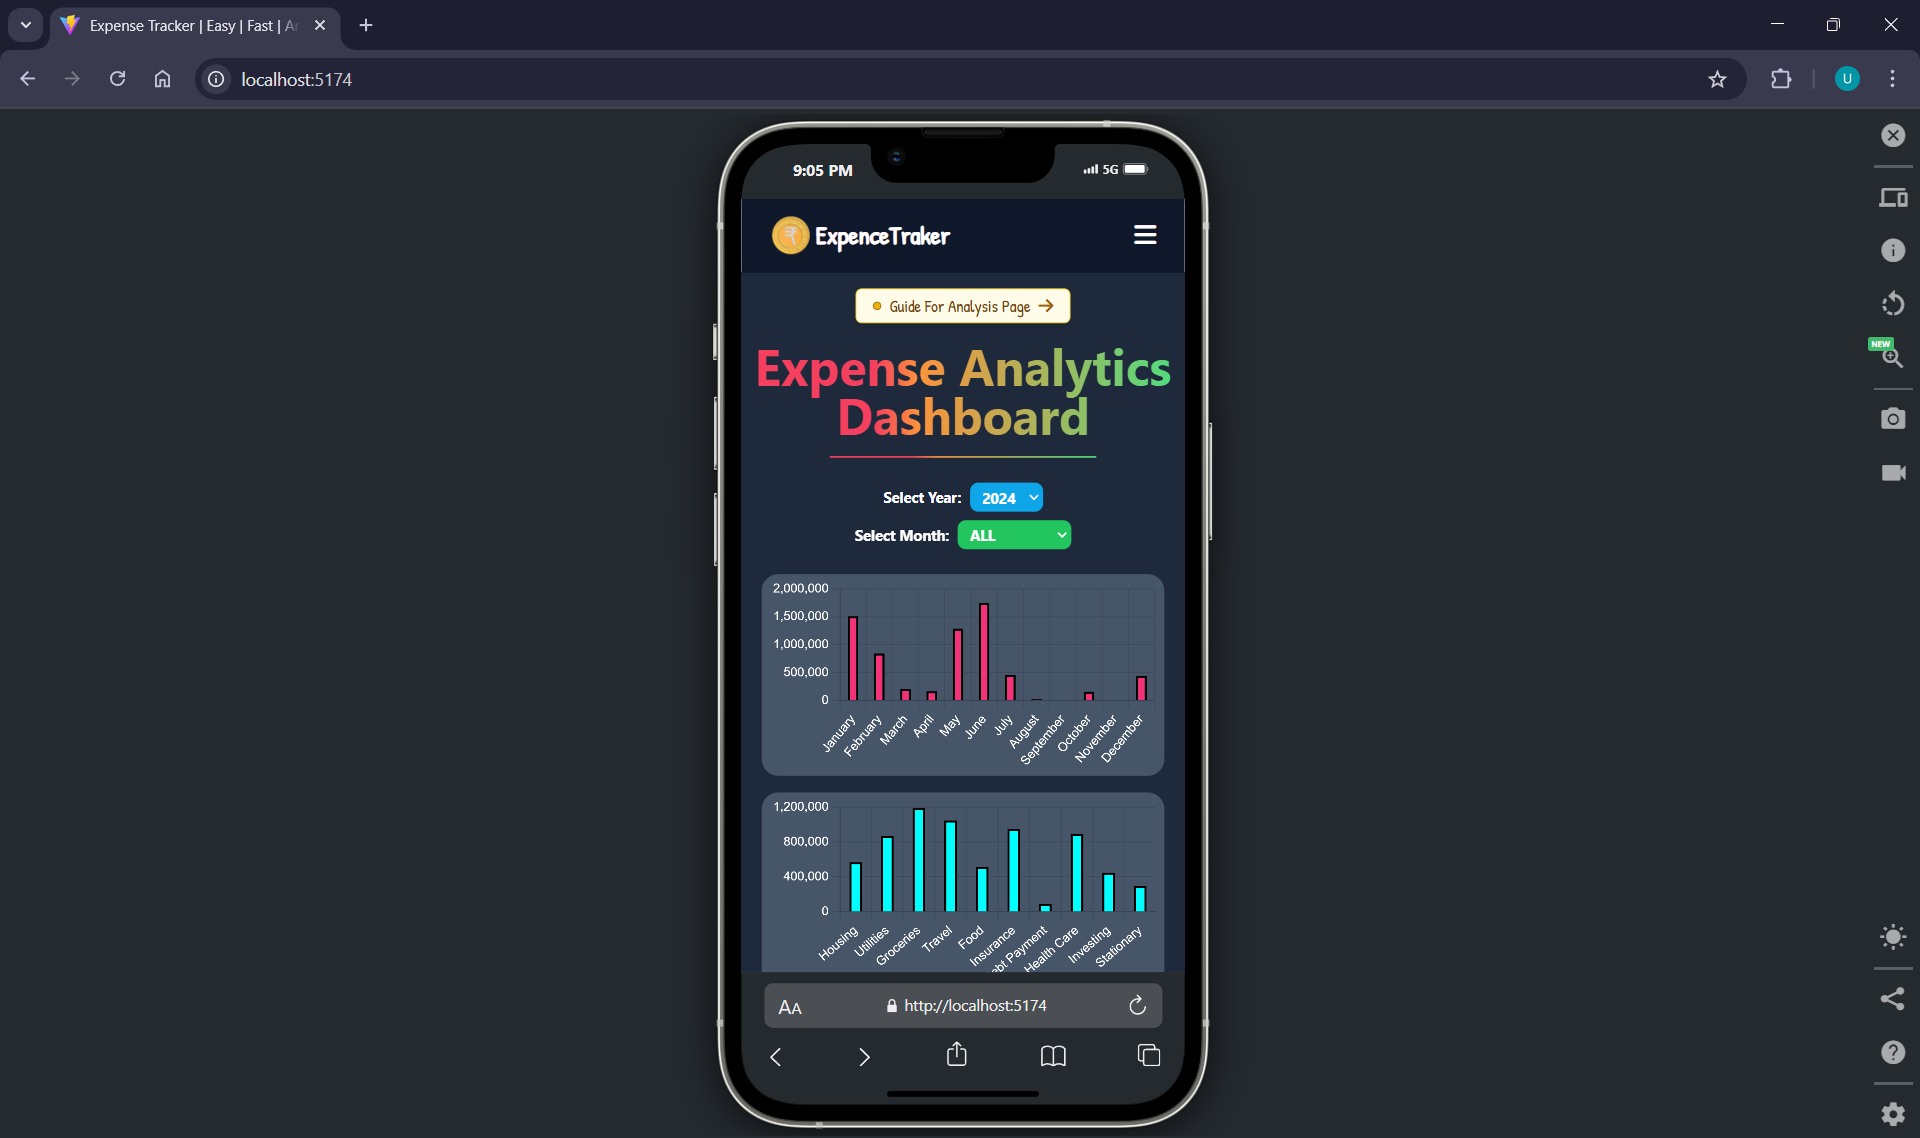 Expense Tracker | Easy | Fast | Ar
localhost:5174
U
NEW
9:05 PM
5G
ExpenceTraker
Guide For Analysis Page →
Expense Analytics
Dashboard
Select Year: 2024
Select Month: ALL
2,000,000
1,500,000
1,000,000
500,000
0
January
February
March
April
May
June
July
August
September
October
November
December
1,200,000
800,000
400,000
0
Housing
Utilities
Groceries
Travel
Food
Insurance
bt Payment
Health Care
Investing
Stationary
AA
http://localhost:5174